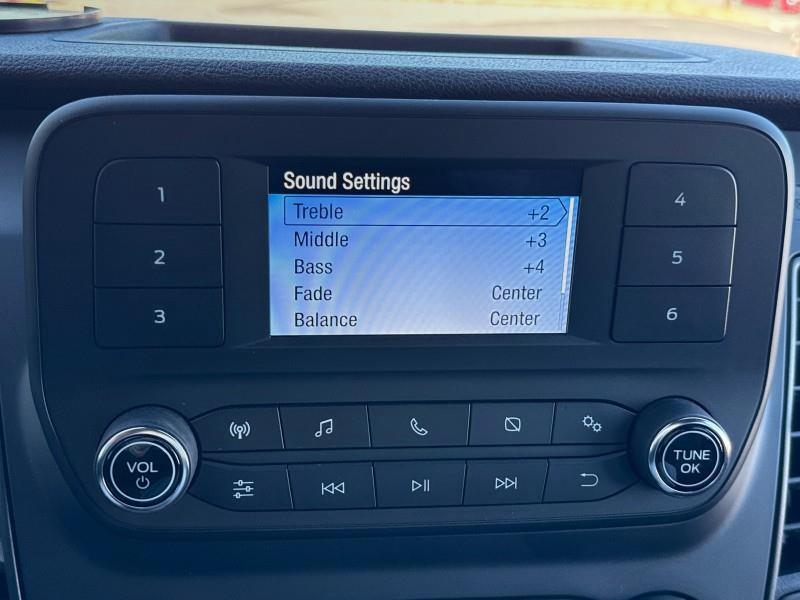 Sound Settings
Treble +2
Middle +3
Bass +4
Fade Center
Balance Center
1
2
3
4
5
6
VOL
TUNE
OK